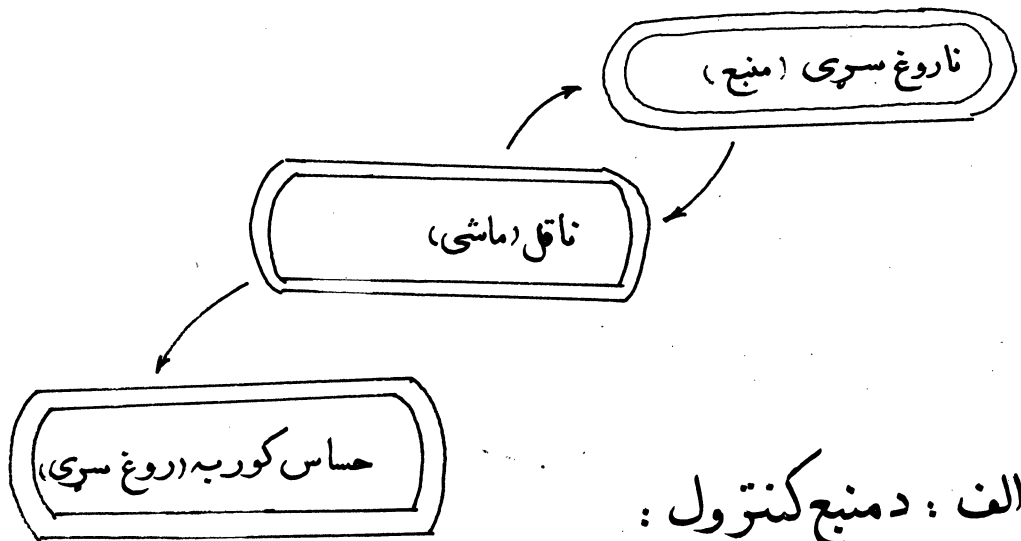 ناروغ سړی (منبع)
ناقل (ماشی)
حساس کوربه (روغ سړی)
الف : د منبع کنترول :